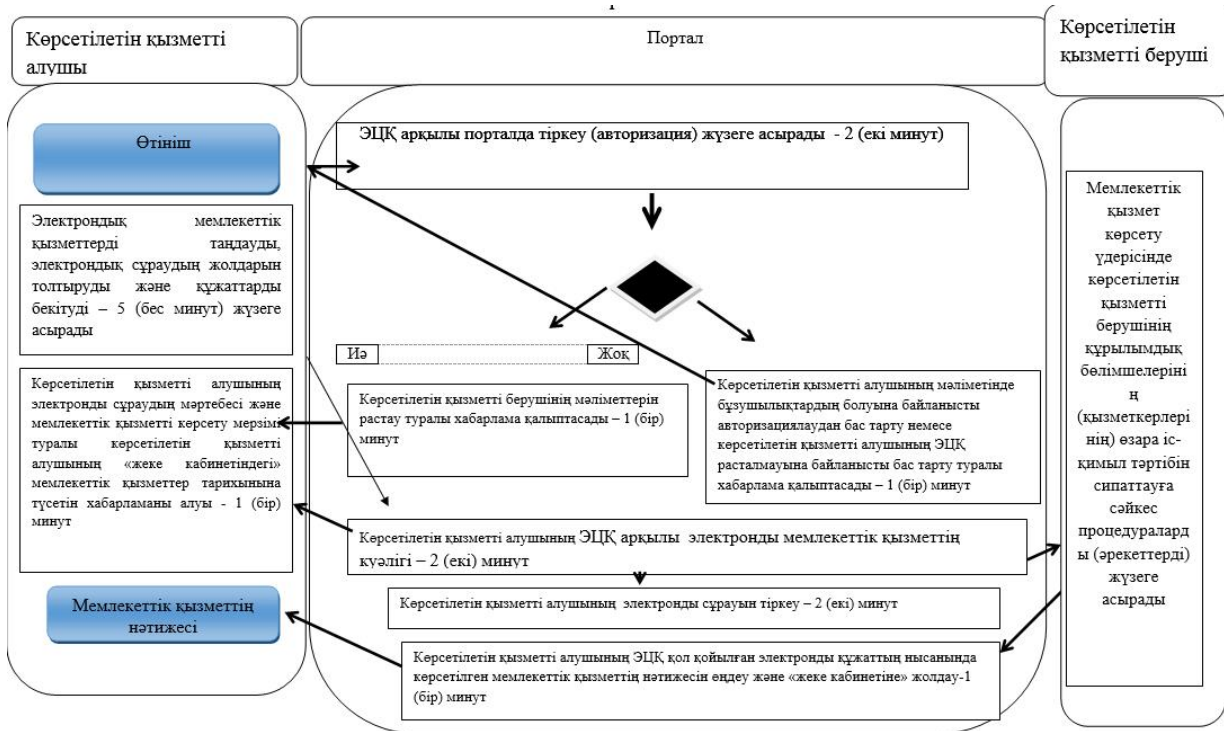 Көрсетілетін қызметті
алушы
Портал
Көрсетілетін
қызметті беруші
Өтініш
Электрондық мемлекеттік
қызметтерді таңдауды,
электрондық сұраудың жолдарын
толтыруды және құжаттарды
бекітуді – 5 (бес минут) жүзеге
асырады
Көрсетілетін қызметті алушының
электронды сұраудың мәртебесі және
мемлекеттік қызметті көрсету мерзімі
туралы көрсетілетін қызметті
алушының «жеке кабинетіндегі»
мемлекеттік қызметтер тарихынына
түсетін хабарламаны алуы - 1 (бір)
минут
Мемлекеттік қызметтің
нәтижесі
ЭЦҚ арқылы порталда тіркеу (авторизация) жүзеге асырады - 2 (екі минут)
Иә
Жоқ
Көрсетілетін қызметті берушінің мәліметтерін
растау туралы хабарлама қалыптасады – 1 (бір)
минут
Көрсетілетін қызметті алушының мәліметінде
бұзушылықтардың болуына байланысты
авторизациялаудан бас тарту немесе
көрсетілетін қызметті алушының ЭЦҚ
расталмауына байланысты бас тарту туралы
хабарлама қалыптасады – 1 (бір) минут
Көрсетілетін қызметті алушының ЭЦҚ арқылы электронды мемлекеттік қызметтің
куәлігі – 2 (екі) минут
Көрсетілетін қызметті алушының электронды сұрауын тіркеу – 2 (екі) минут
Көрсетілетін қызметті алушының ЭЦҚ қол қойылған электронды құжаттың нысанында
көрсетілген мемлекеттік қызметтің нәтижесін өңдеу және «жеке кабинетіне» жолдау-1
(бір) минут
Мемлекеттік
қызмет
көрсету
үдерісінде
көрсетілетін
қызметті
берушінің
құрылымдық
бөлімшелеріні
ң
(қызметкерлері
нің) өзара іс-
қимыл тәртібін
сипаттауға
сәйкес
процедуралард
ы (әрекеттерді)
жүзеге
асырады